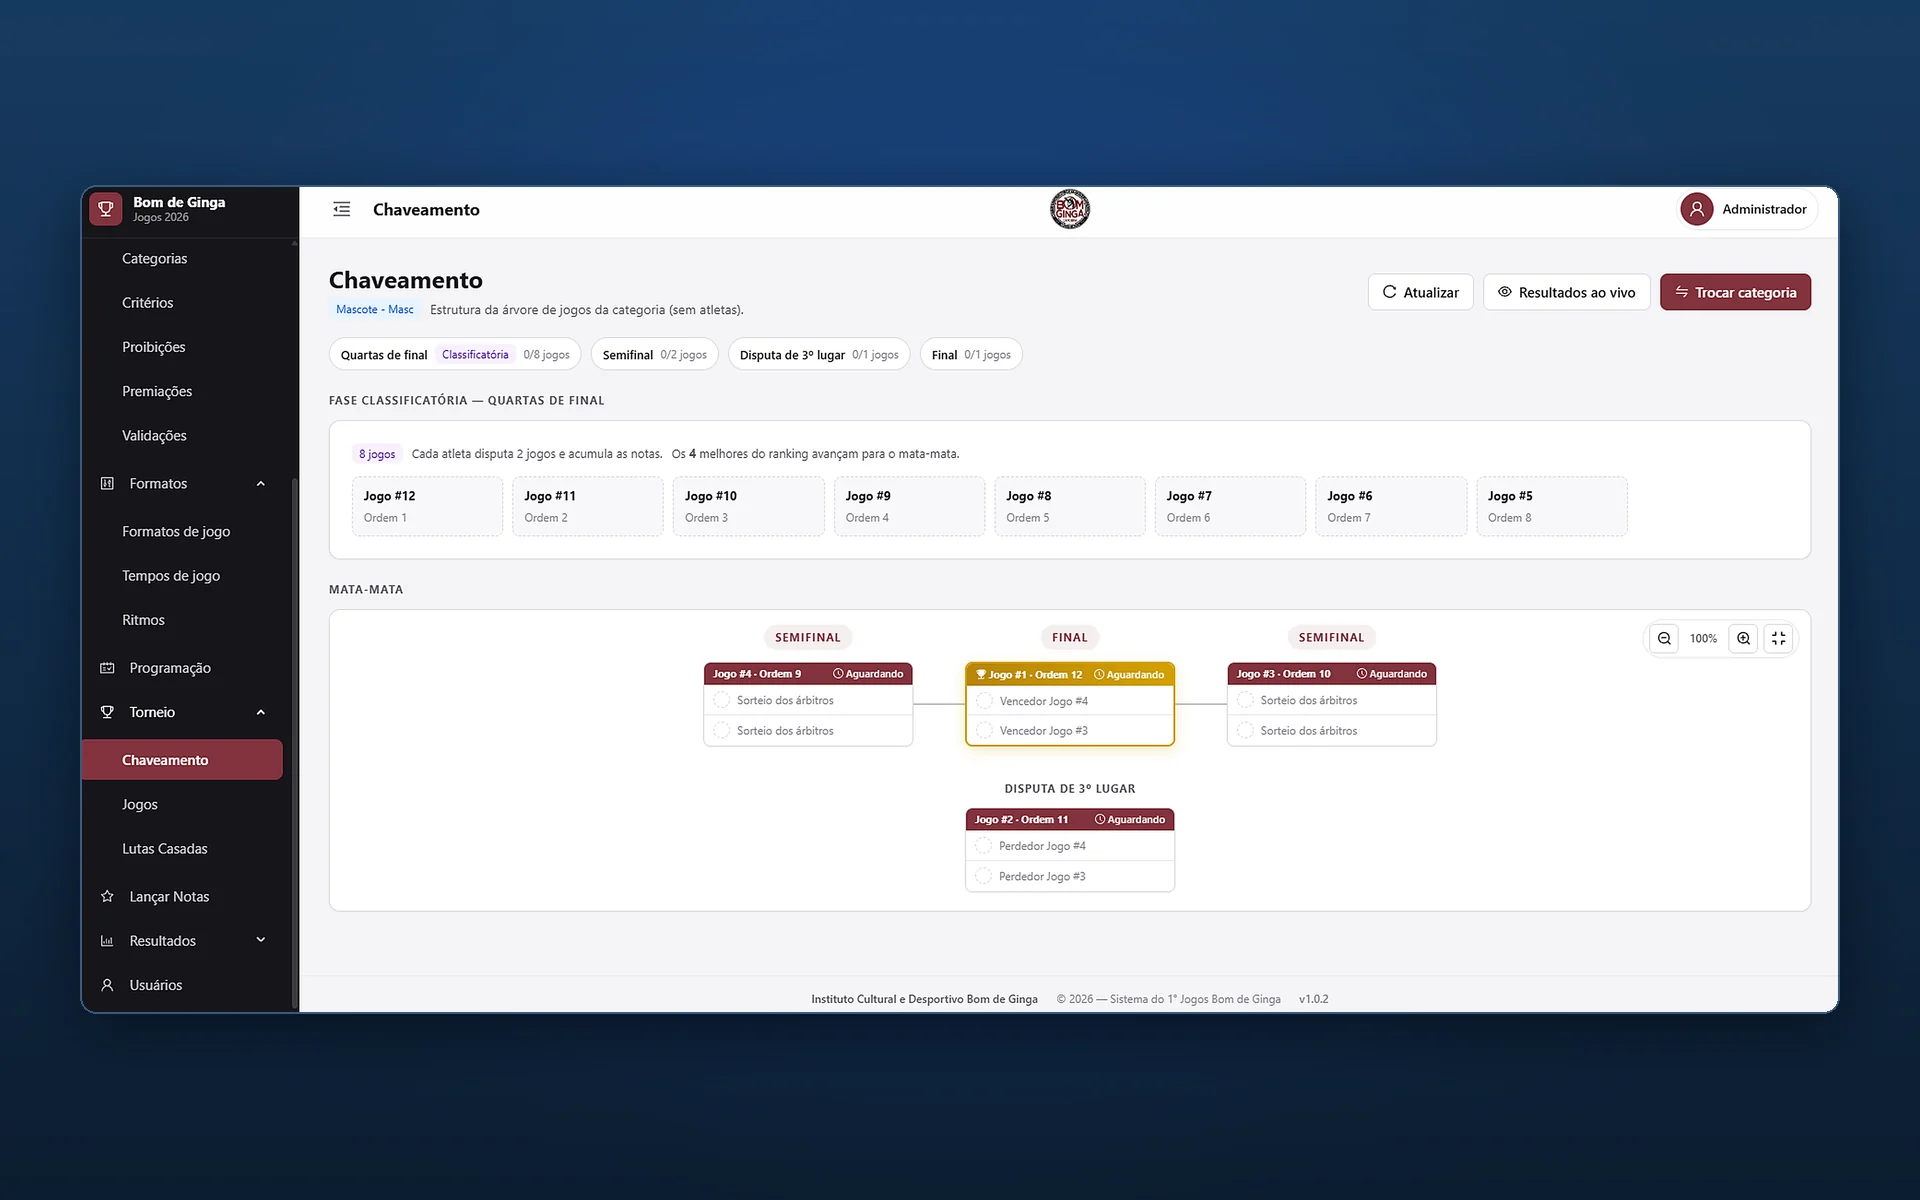 Bom de Ginga
Jogos 2026
Categorias
Critérios
Proibições
Premiações
Validações
Formatos
Formatos de jogo
Tempos de jogo
Ritmos
Programação
Torneio
Chaveamento
Jogos
Lutas Casadas
Lançar Notas
Resultados
Usuários
Chaveamento
BOM
GINGA
Administrador
Chaveamento
Mascote - Masc Estrutura da árvore de jogos da categoria (sem atletas).
Atualizar
Resultados ao vivo
Trocar categoria
Quartas de final Classificatória 0/8 jogos
Semifinal 0/2 jogos
Disputa de 3º lugar 0/1 jogos
Final 0/1 jogos
FASE CLASSIFICATÓRIA — QUARTAS DE FINAL
8 jogos Cada atleta disputa 2 jogos e acumula as notas. Os 4 melhores do ranking avançam para o mata-mata.
Jogo #12
Ordem 1
Jogo #11
Ordem 2
Jogo #10
Ordem 3
Jogo #9
Ordem 4
Jogo #8
Ordem 5
Jogo #7
Ordem 6
Jogo #6
Ordem 7
Jogo #5
Ordem 8
MATA-MATA
100%
SEMIFINAL
Jogo #4 - Ordem 9 Aguardando
Sorteio dos árbitros
Sorteio dos árbitros
FINAL
Jogo #1 - Ordem 12 Aguardando
Vencedor Jogo #4
Vencedor Jogo #3
SEMIFINAL
Jogo #3 - Ordem 10 Aguardando
Sorteio dos árbitros
Sorteio dos árbitros
DISPUTA DE 3º LUGAR
Jogo #2 - Ordem 11 Aguardando
Perdedor Jogo #4
Perdedor Jogo #3
Instituto Cultural e Desportivo Bom de Ginga © 2026 — Sistema do 1° Jogos Bom de Ginga v1.0.2